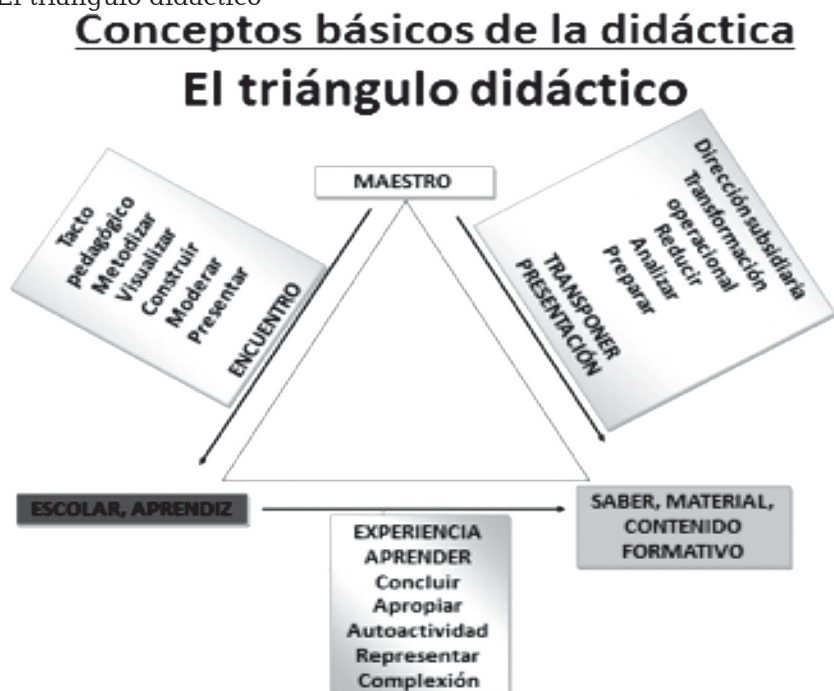 El triángulo didáctico
Conceptos básicos de la didáctica
El triángulo didáctico
MAESTRO
Tacto
pedagógico
Metodizar
Visualizar
Construir
Moderar
Presentar
ENCUENTRO
Dirección subsidiaria
Transformación
operacional
Reducir
Analizar
Preparar
TRANSPONER
PRESENTACIÓN
ESCOLAR, APRENDIZ
SABER, MATERIAL,
CONTENIDO
FORMATIVO
EXPERIENCIA
APRENDER
Concluir
Apropiar
Autoactividad
Representar
Complexión